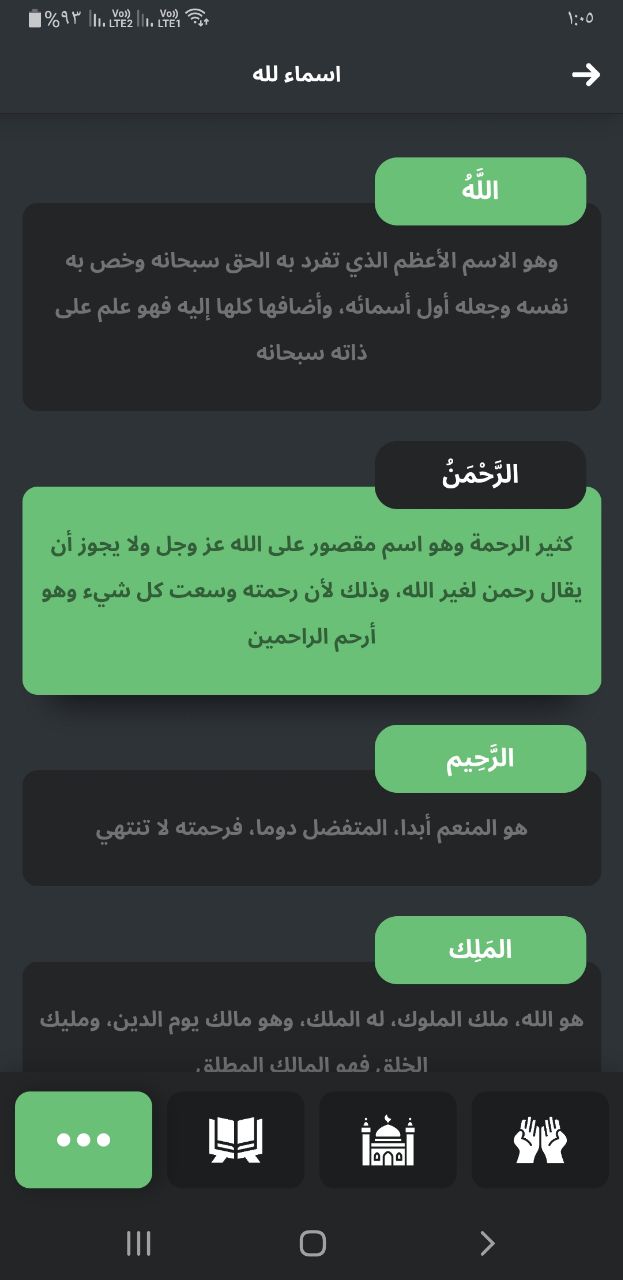 ١:٠٥
%٩٣ Vo)) LTE2 Vo)) LTE1
اسماء لله
اللَّهُ
وهو الاسم الأعظم الذي تفرد به الحق سبحانه وخص به
نفسه وجعله أول أسمائه، وأضافها كلها إليه فهو علم على
ذاته سبحانه
الرَّحْمَنُ
كثير الرحمة وهو اسم مقصور على الله عز وجل ولا يجوز أن
يقال رحمن لغير الله، وذلك لأن رحمته وسعت كل شيء وهو
أرحم الراحمين
الرَّحِيم
هو المنعم أبدا، المتفضل دوما، فرحمته لا تنتهي
المَلِك
هو الله، ملك الملوك، له الملك، وهو مالك يوم الدين، ومليك
الخلق فهو المالك المطلق